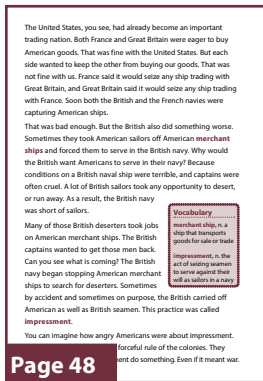 The United States, you see, had already become an important
trading nation. Both France and Great Britain were eager to buy
American goods. That was fine with the United States. But each
side wanted to keep the other from buying our goods. That was
not fine with us. France said it would seize any ship trading with
Great Britain, and Great Britain said it would seize any ship trading
with France. Soon both the British and the French navies were
capturing American ships.
That was bad enough. But the British also did something worse.
Sometimes they took American sailors off American merchant
ships and forced them to serve in the British navy. Why would
the British want Americans to serve in their navy? Because
conditions on a British naval ship were terrible, and captains were
often cruel. A lot of British sailors took any opportunity to desert,
or run away. As a result, the British navy
was short of sailors.
Many of those British deserters took jobs
on American merchant ships. The British
captains wanted to get those men back.
Can you see what is coming? The British
navy began stopping American merchant
ships to search for deserters. Sometimes
by accident and sometimes on purpose, the British carried off
American as well as British seamen. This practice was called
impressment.
Vocabulary
merchant ship, n. a
ship that transports
goods for sale or trade
impressment, n. the
act of seizing seamen
to serve against their
will as sailors in a navy
You can imagine how angry Americans were about impressment.
forceful rule of the colonies. They
do something. Even if it meant war.
Page 48